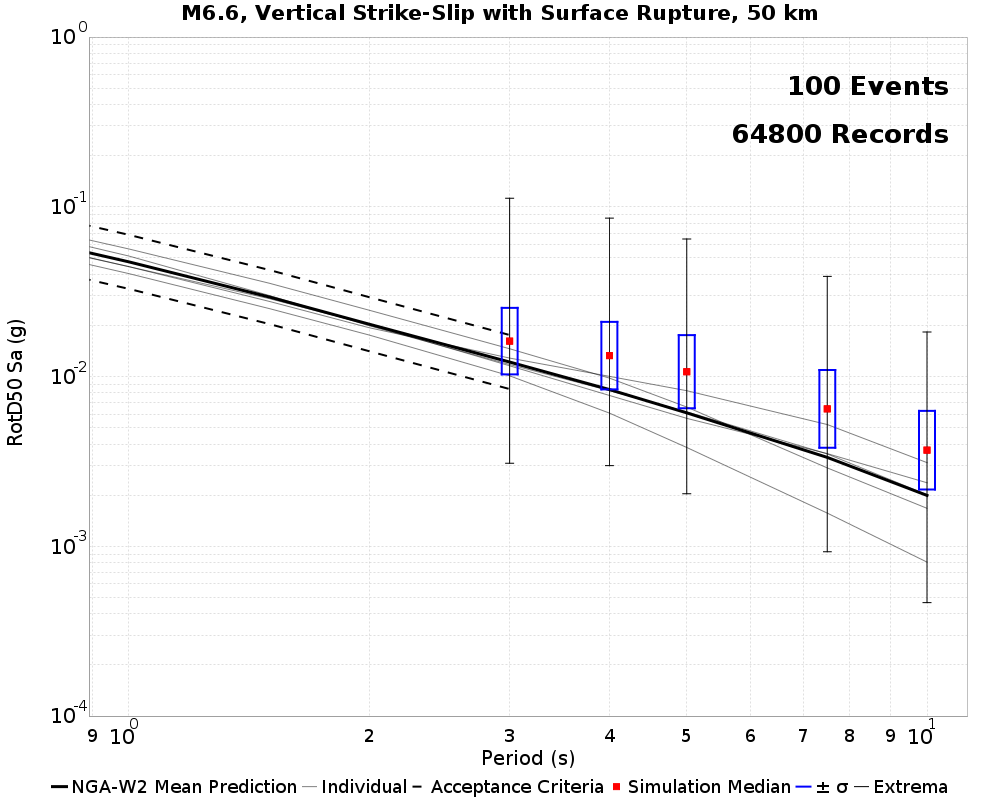 M6.6, Vertical Strike-Slip with Surface Rupture, 50 km
100 Events
64800 Records
RotD50 Sa (g)
10^0
10^-1
10^-2
10^-3
10^-4
9 10^0 2 3 4 5 6 7 8 9 10^1
Period (s)
NGA-W2 Mean Prediction Individual Acceptance Criteria Simulation Median ± σ Extrema